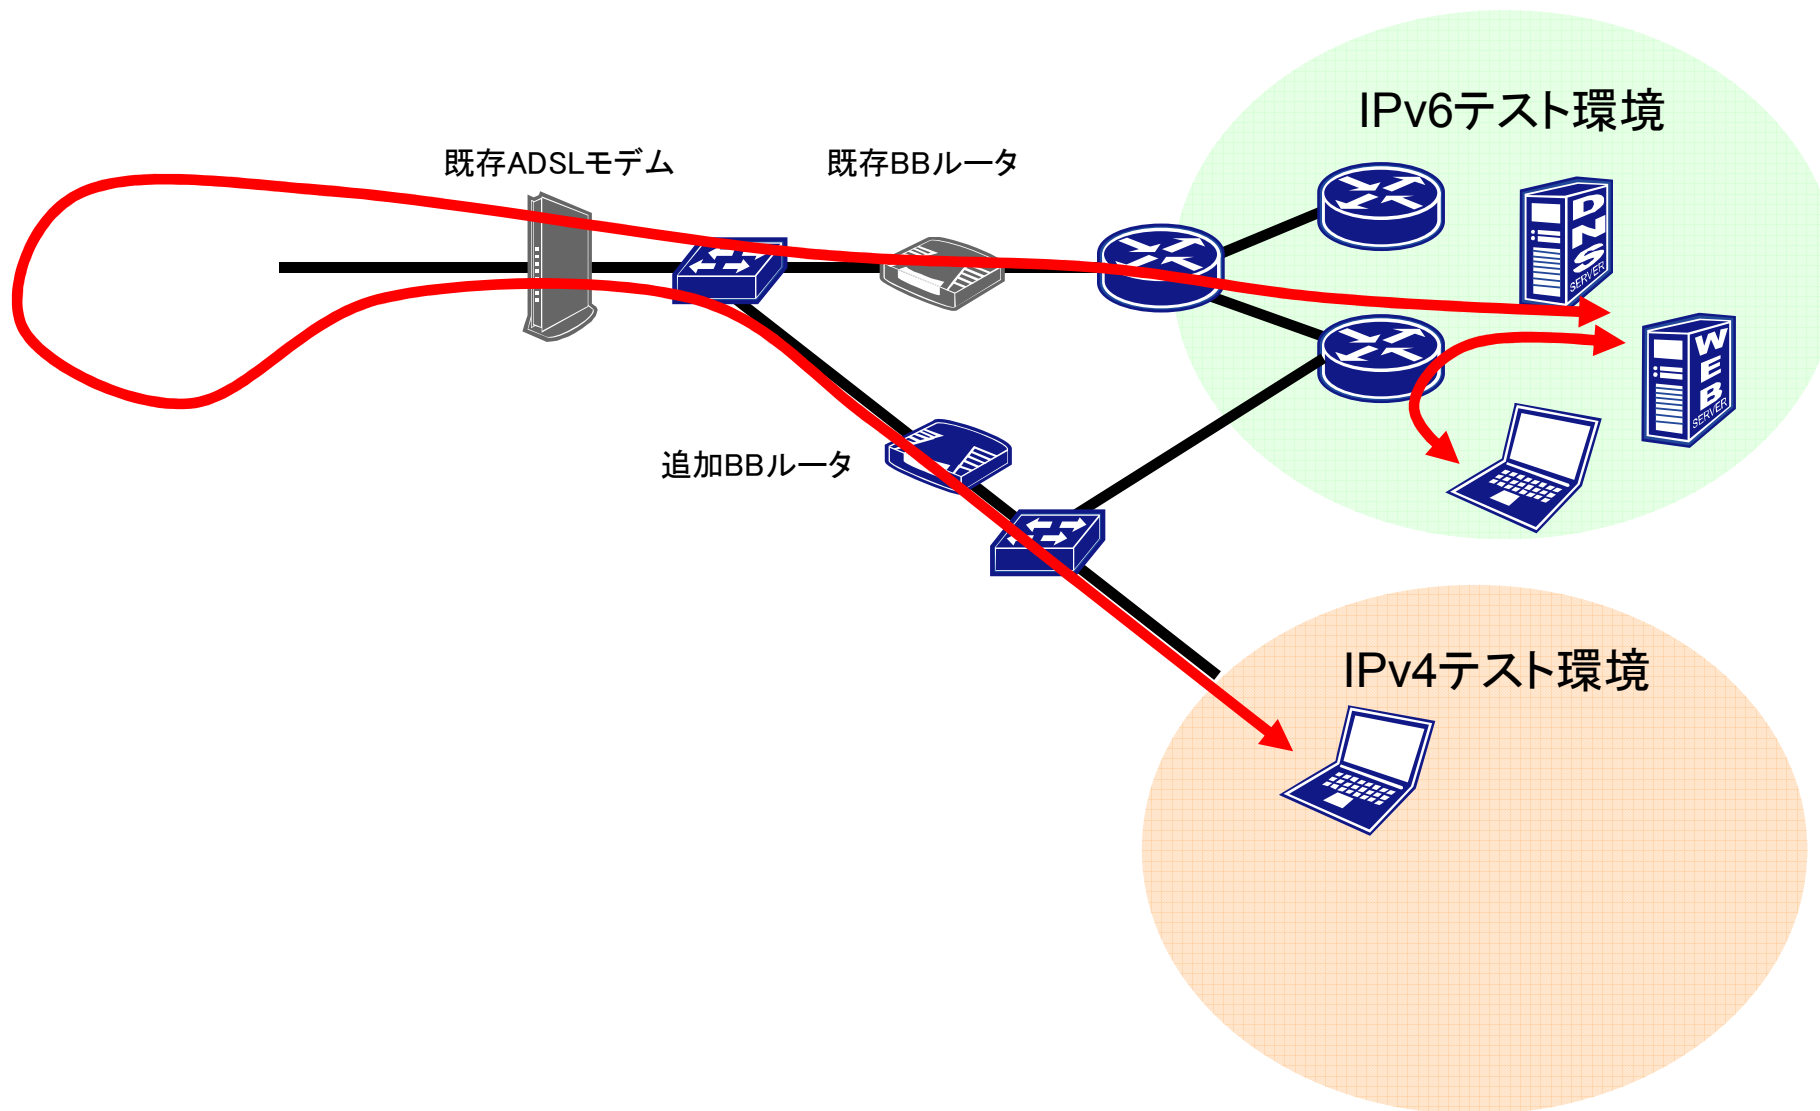 IPv6テスト環境
既存ADSLモデム
既存BBルータ
DNS
SERVER
WEB
SERVER
追加BBルータ
IPv4テスト環境